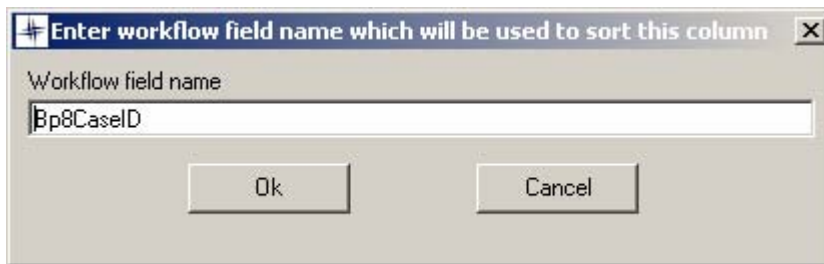 Enter workflow field name which will be used to sort this column
Workflow field name
Bp8CaseID
Ok Cancel